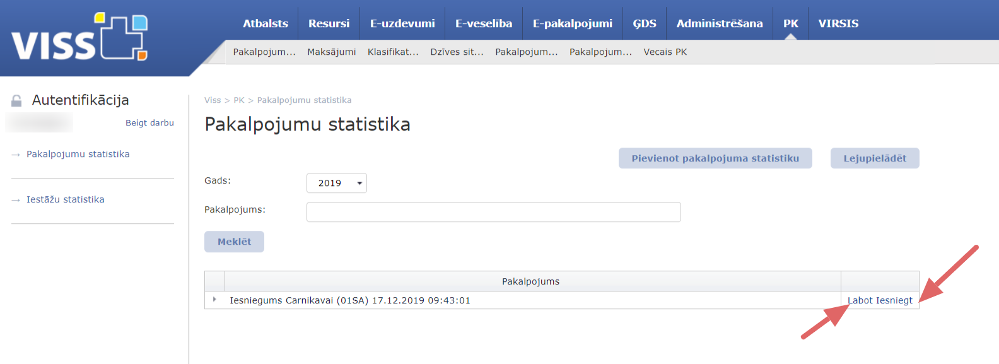 VISS
Atbalsts Resursi E-uzdevumi E-veselība E-pakalpojumi ĢDS Administrēšana PK VIRSIS
Pakalpojum... Maksājumi Klasifikat... Dzīves sit... Pakalpojum... Pakalpojum... Vecais PK
Autentifikācija
Beigt darbu
Pakalpojumu statistika
Iestāžu statistika
Viss > PK > Pakalpojumu statistika
Pakalpojumu statistika
Pievienot pakalpojuma statistiku Lejupielādēt
Gads: 2019
Pakalpojums:
Meklēt
Pakalpojums
Iesniegums Carnikavai (01SA) 17.12.2019 09:43:01 Labot Iesniegt